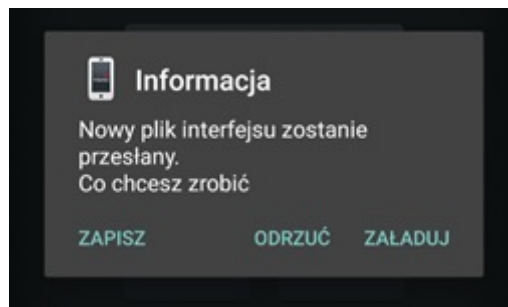 Informacja
Nowy plik interfejsu zostanie
przesłany.
Co chcesz zrobić
ZAPISZ ODRZUĆ ZAŁADUJ